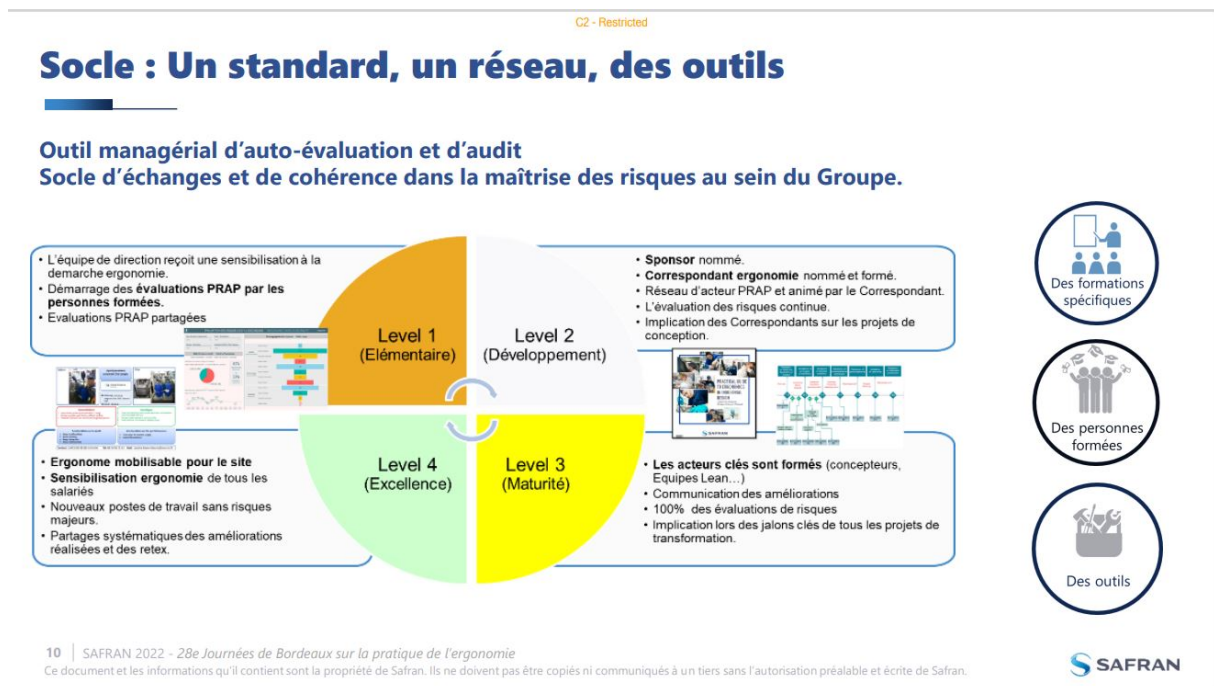 C2 - Restricted
Socle : Un standard, un réseau, des outils
Outil managérial d'auto-évaluation et d'audit
Socle d'échanges et de cohérence dans la maîtrise des risques au sein du Groupe.
• L'équipe de direction reçoit une sensibilisation à la
demarche ergonomie.
• Démarrage des évaluations PRAP par les
personnes formées.
• Evaluations PRAP partagées
Level 1
(Elémentaire)
Level 2
(Développement)
• Sponsor nommé.
• Correspondant ergonomie nommé et formé.
• Réseau d'acteur PRAP et animé par le Correspondant.
• L'évaluation des risques continue.
• Implication des Correspondants sur les projets de
conception.
Level 4
(Excellence)
Level 3
(Maturité)
• Ergonome mobilisable pour le site
• Sensibilisation ergonomie de tous les
salariés
• Nouveaux postes de travail sans risques
majeurs.
• Partages systématiques des améliorations
réalisées et des retex.
SAFRAN
• Les acteurs clés sont formés (concepteurs,
Equipes Lean…)
• Communication des améliorations
• 100% des évaluations de risques
• Implication lors des jalons clés de tous les projets de
transformation.
Des formations
spécifiques
Des personnes
formées
Des outils
10 | SAFRAN 2022 - 28e Journées de Bordeaux sur la pratique de l'ergonomie
Ce document et les informations qu'il contient sont la propriété de Safran. Ils ne doivent pas être copiés ni communiqués à un tiers sans l'autorisation préalable et écrite de Safran.
SAFRAN